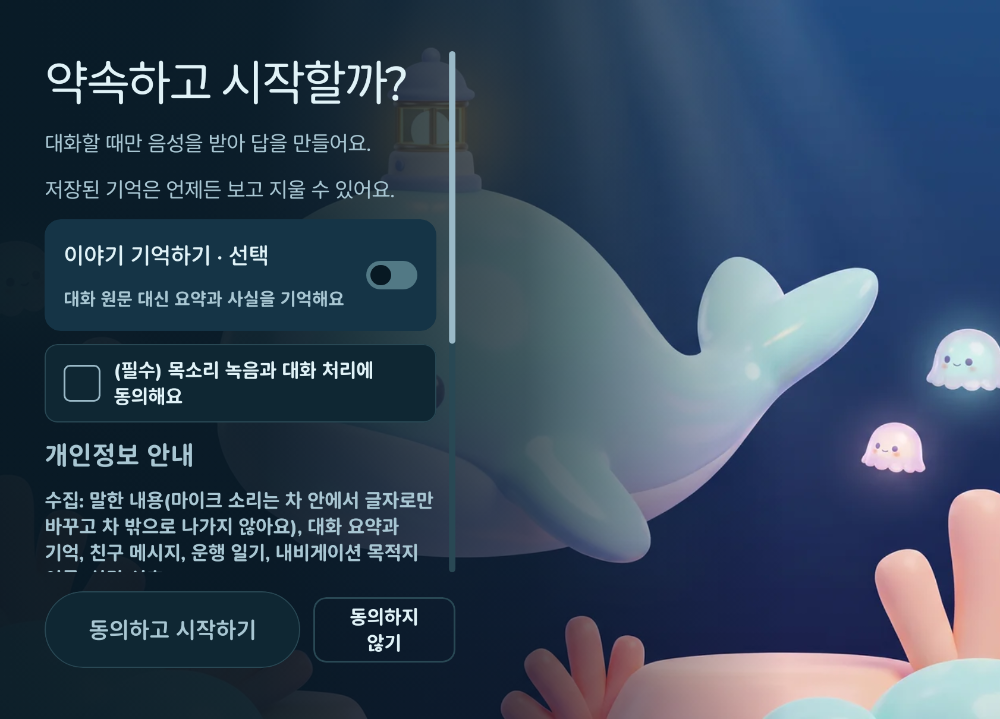 약속하고 시작할까?
대화할 때만 음성을 받아 답을 만들어요.
저장된 기억은 언제든 보고 지울 수 있어요.
이야기 기억하기 · 선택
대화 원문 대신 요약과 사실을 기억해요
(필수) 목소리 녹음과 대화 처리에
동의해요
개인정보 안내
수집: 말한 내용(마이크 소리는 차 안에서 글자로만
바꾸고 차 밖으로 나가지 않아요), 대화 요약과
기억, 친구 메시지, 운행 일기, 내비게이션 목적지
동의하고 시작하기
동의하지
않기